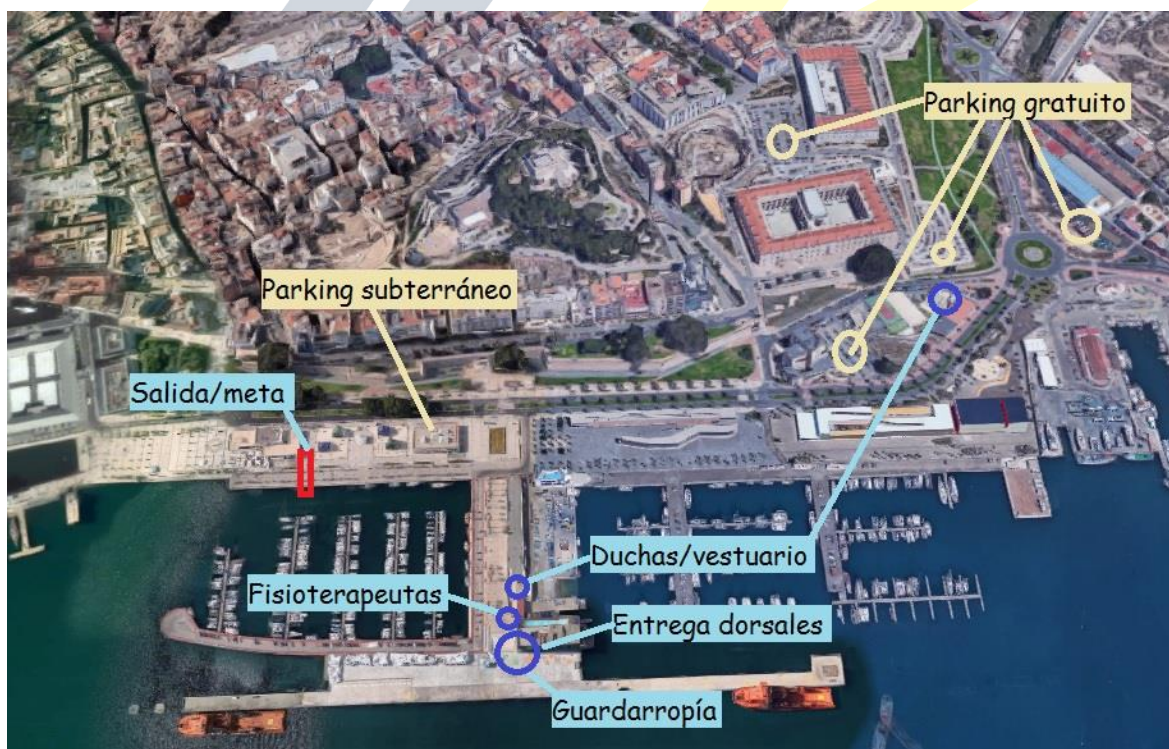 Parking gratuito
Parking subterráneo
Salida/meta
Duchas/vestuario
Fisioterapeutas
Entrega dorsales
Guardarropía